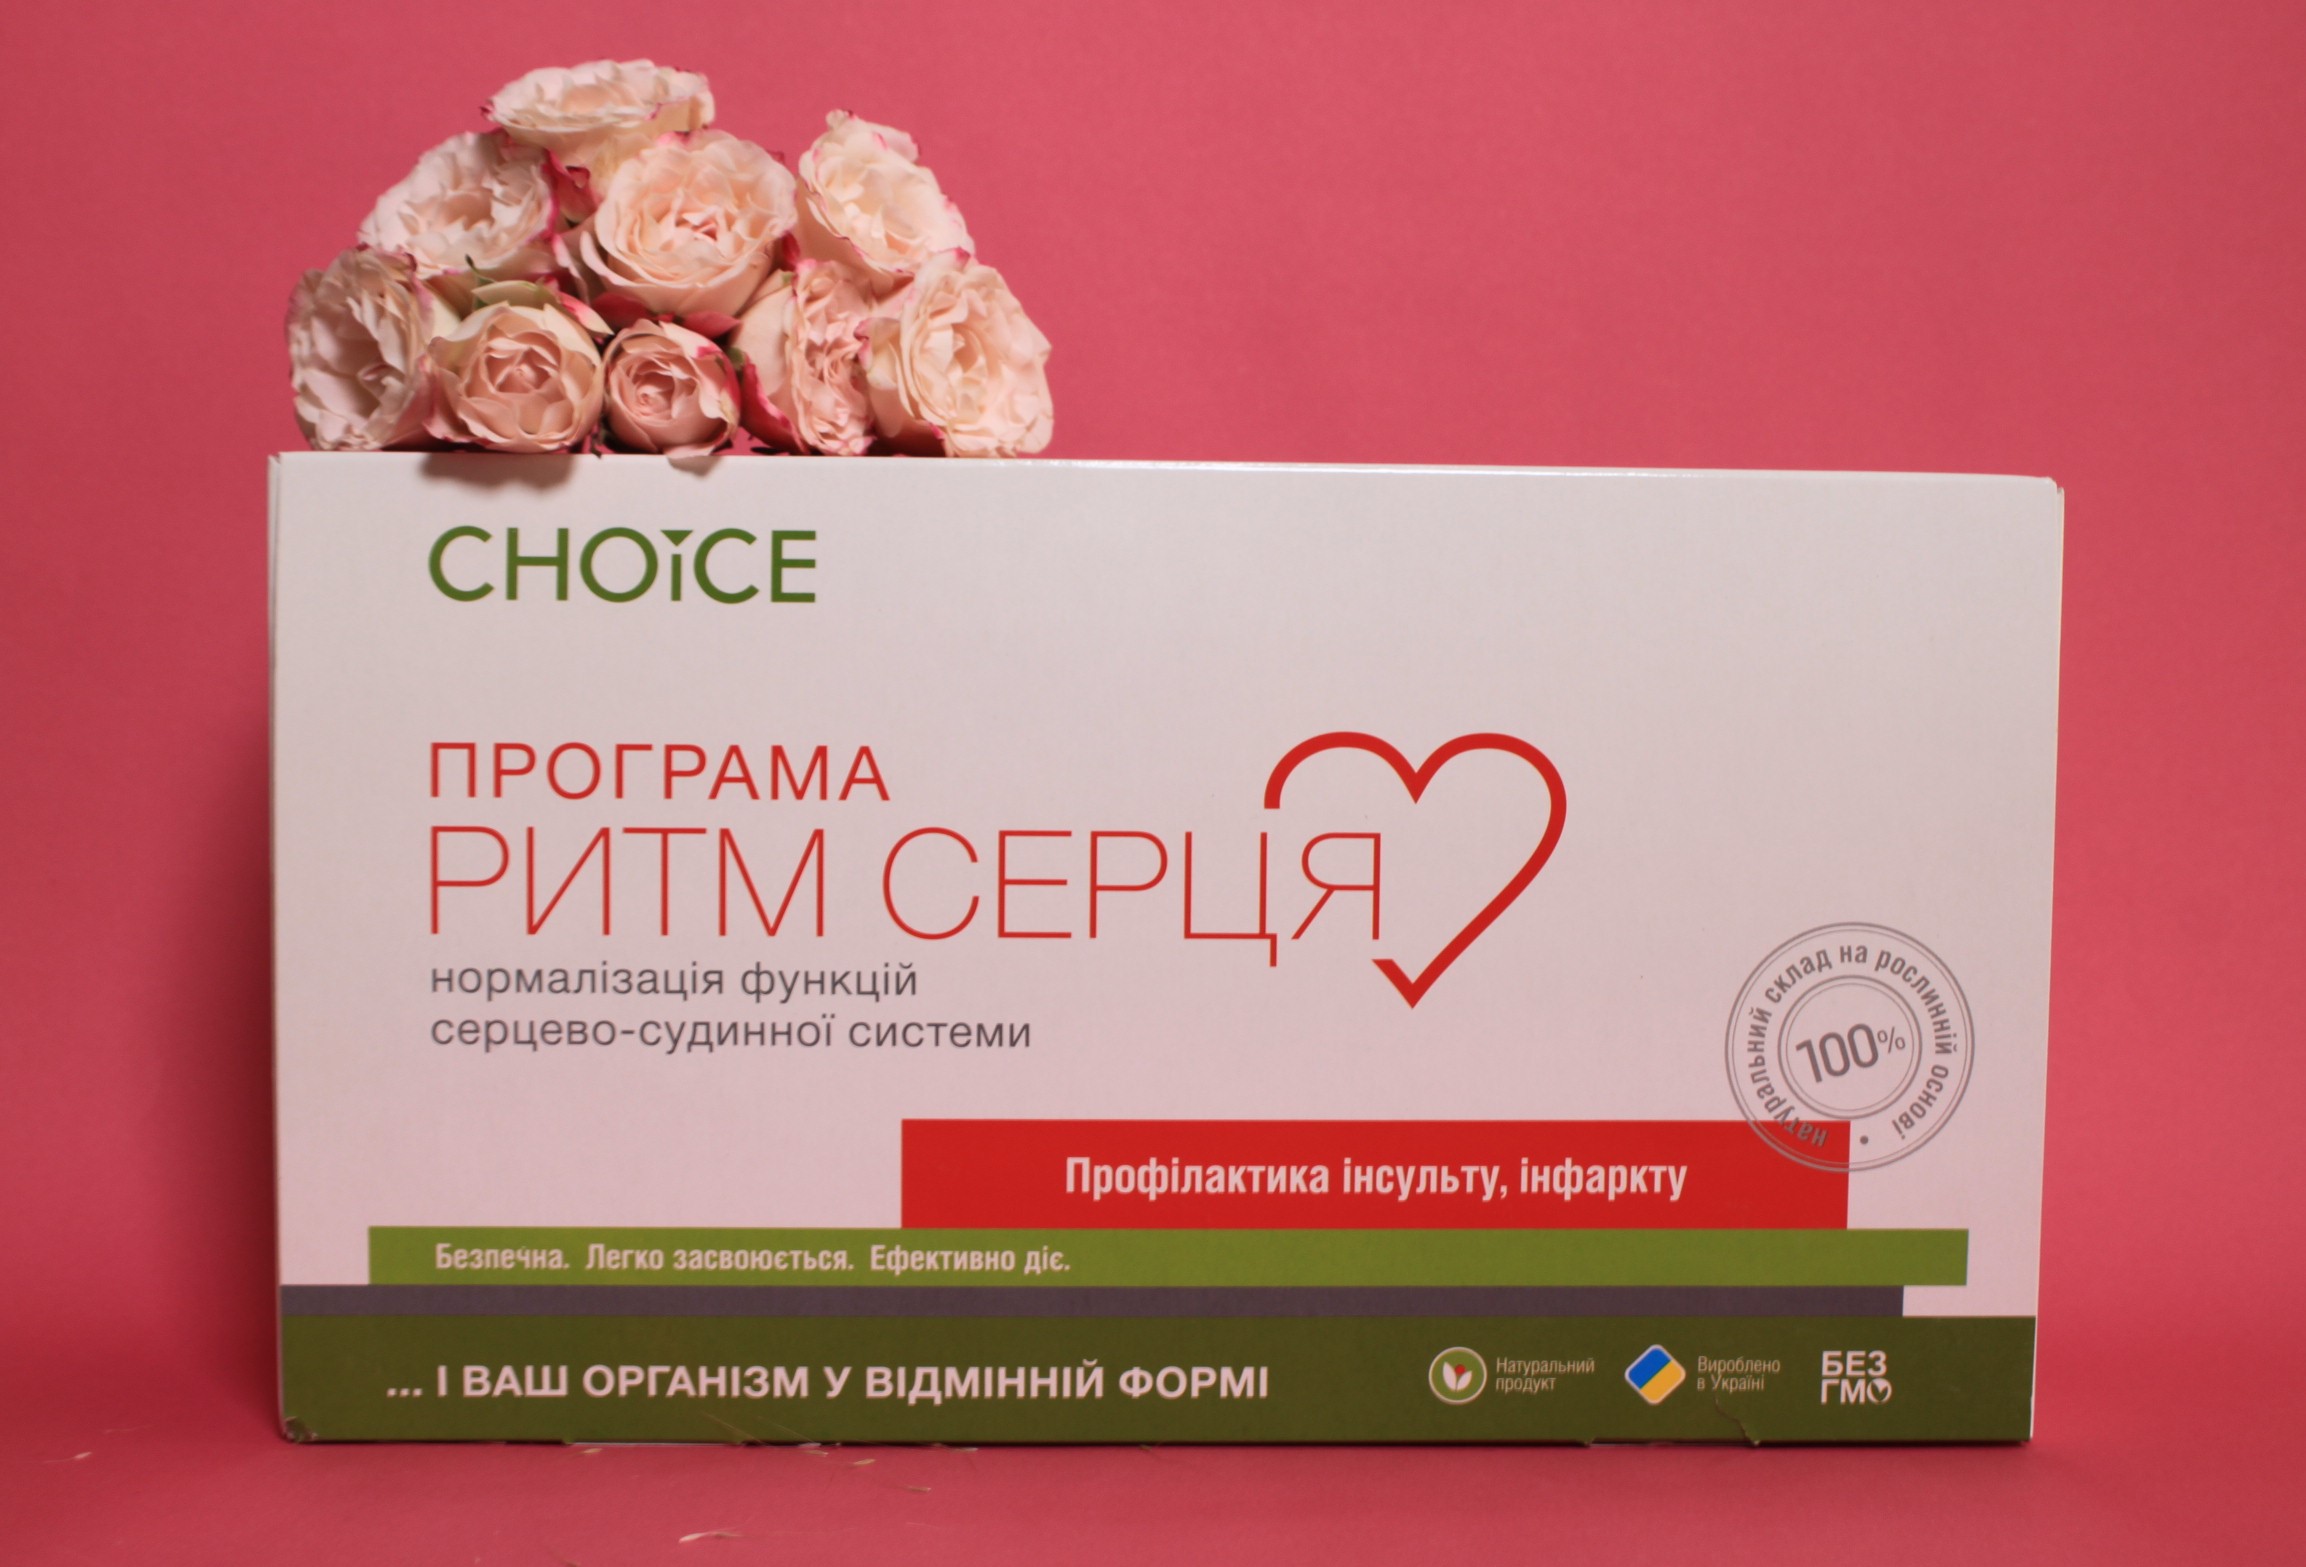 CHOiCE
ПРОГРАМА
РИТМ СЕРЦЯ
нормалізація функцій
серцево-судинної системи
натуральний склад на рослинній основі •
100%
Профілактика інсульту, інфаркту
Безпечна. Легко засвоюється. Ефективно діє.
... І ВАШ ОРГАНІЗМ У ВІДМІННІЙ ФОРМІ
Натуральний
продукт
Вироблено
в Україні
БЕЗ
ГМО